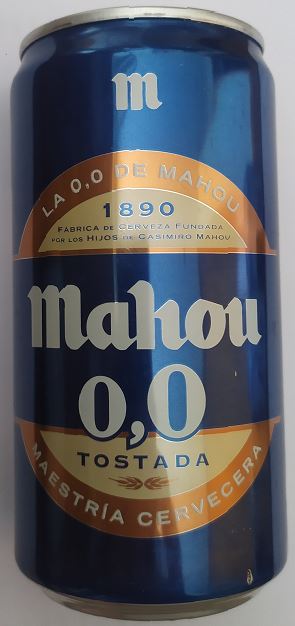 m
LA 0,0 DE MAHOU
1890
FÁBRICA DE CERVEZA FUNDADA
POR LOS HIJOS DE CASIMIRO MAHOU
Mahou
0,0
TOSTADA
MAESTRÍA CERVECERA